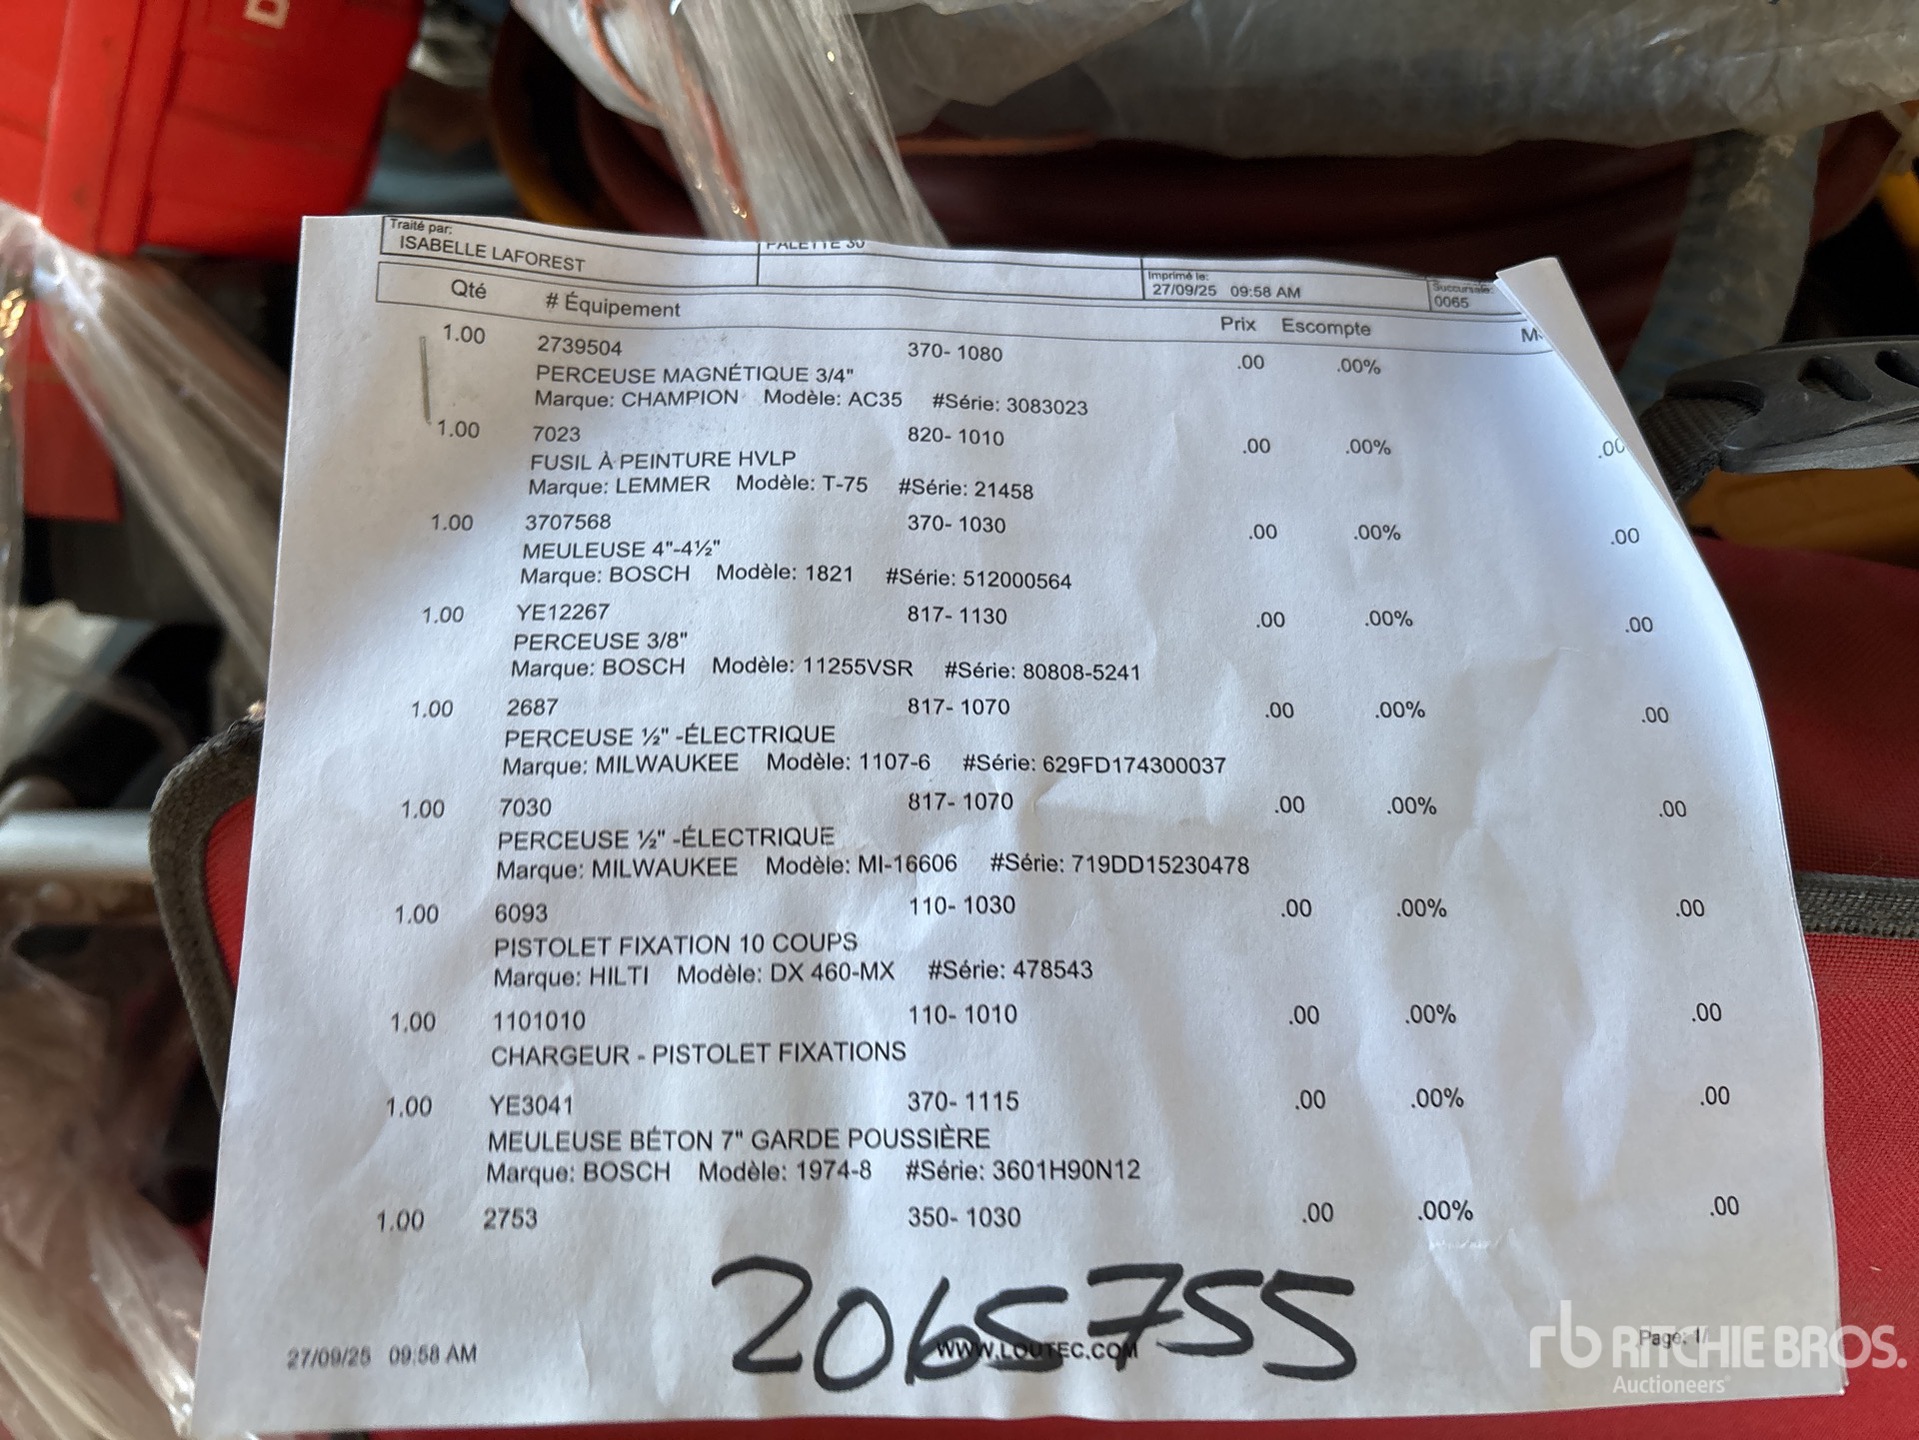 D
Traité par:
ISABELLE LAFOREST
PALETTE 30
Imprimé le:
27/09/25 09:58 AM
Succursale:
0065
Qté # Équipement Prix Escompte
1.00 2739504 370- 1080 .00 .00%
PERCEUSE MAGNÉTIQUE 3/4"
Marque: CHAMPION Modèle: AC35 #Série: 3083023
1.00 7023 820- 1010 .00 .00% .00
FUSIL À PEINTURE HVLP
Marque: LEMMER Modèle: T-75 #Série: 21458
1.00 3707568 370- 1030 .00 .00% .00
MEULEUSE 4"-4½"
Marque: BOSCH Modèle: 1821 #Série: 512000564
1.00 YE12267 817- 1130 .00 .00% .00
PERCEUSE 3/8"
Marque: BOSCH Modèle: 11255VSR #Série: 80808-5241
1.00 2687 817- 1070 .00 .00% .00
PERCEUSE ½" -ÉLECTRIQUE
Marque: MILWAUKEE Modèle: 1107-6 #Série: 629FD174300037
1.00 7030 817- 1070 .00 .00% .00
PERCEUSE ½" -ÉLECTRIQUE
Marque: MILWAUKEE Modèle: MI-16606 #Série: 719DD15230478
1.00 6093 110- 1030 .00 .00% .00
PISTOLET FIXATION 10 COUPS
Marque: HILTI Modèle: DX 460-MX #Série: 478543
1.00 1101010 110- 1010 .00 .00% .00
CHARGEUR - PISTOLET FIXATIONS
1.00 YE3041 370- 1115 .00 .00% .00
MEULEUSE BÉTON 7" GARDE POUSSIÈRE
Marque: BOSCH Modèle: 1974-8 #Série: 3601H90N12
1.00 2753 350- 1030 .00 .00% .00
2065755
27/09/25 09:58 AM WWW.LOUTEC.COM Page: 1/
rb RITCHIE BROS.
Auctioneers